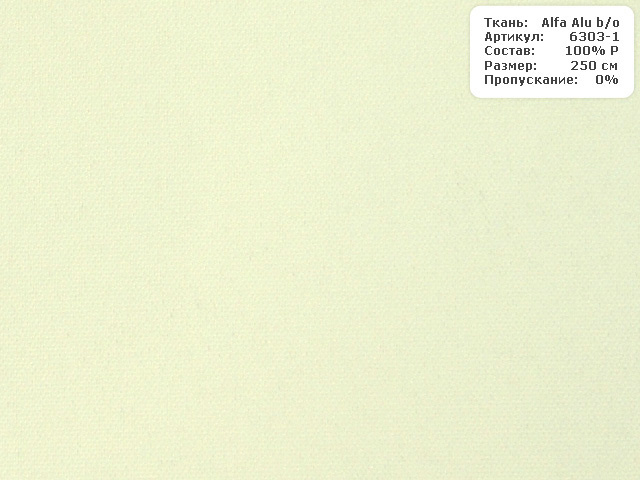 Ткань: Alfa Alu b/o
Артикул: 6303-1
Состав: 100% P
Размер: 250 см
Пропускание: 0%